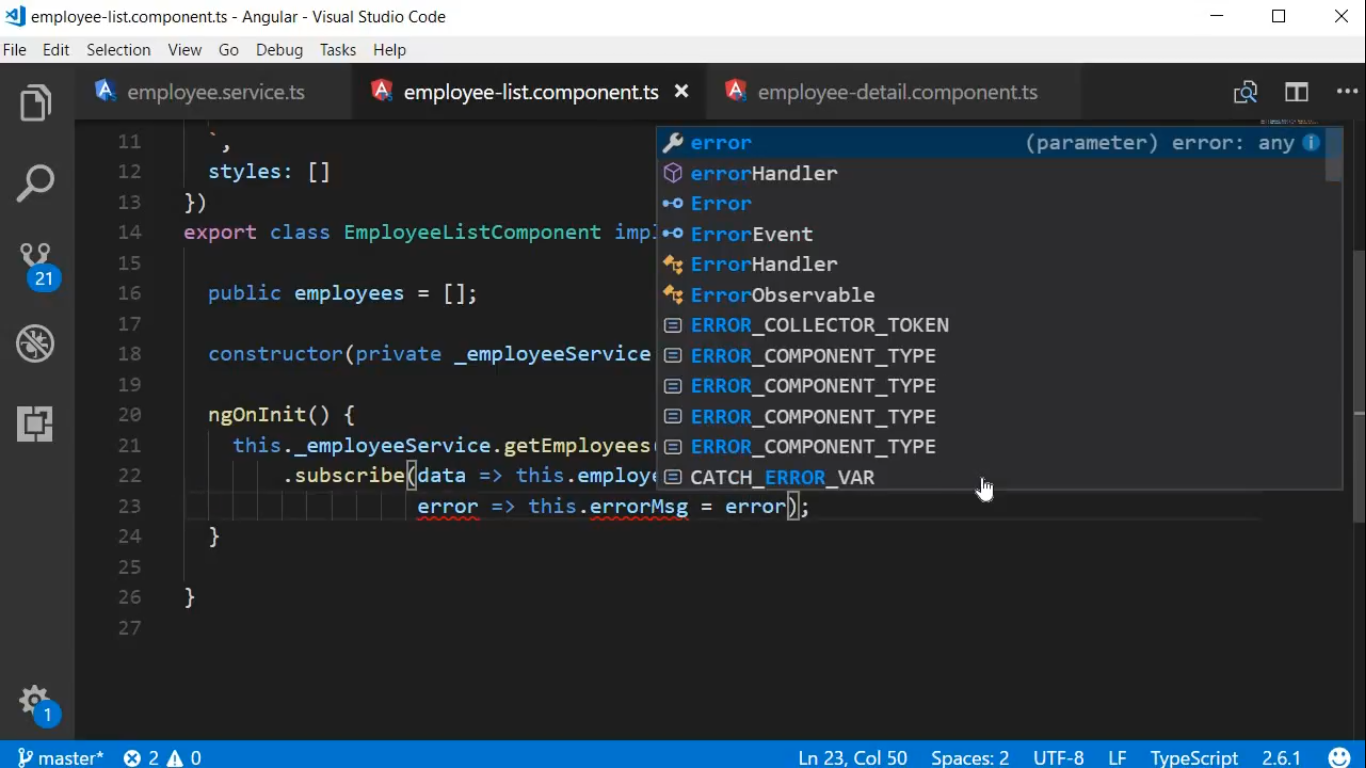 employee-list.component.ts - Angular - Visual Studio Code
File Edit Selection View Go Debug Tasks Help
employee.service.ts employee-list.component.ts employee-detail.component.ts
11 `,
12 styles: []
13 })
14 export class EmployeeListComponent impl
15
16 public employees = [];
17
18 constructor(private _employeeService
19
20 ngOnInit() {
21 this._employeeService.getEmployees
22 .subscribe(data => this.employe
23 error => this.errorMsg = error);
24 }
25
26 }
27
error (parameter) error: any
errorHandler
Error
ErrorEvent
ErrorHandler
ErrorObservable
ERROR_COLLECTOR_TOKEN
ERROR_COMPONENT_TYPE
ERROR_COMPONENT_TYPE
ERROR_COMPONENT_TYPE
ERROR_COMPONENT_TYPE
CATCH_ERROR_VAR
21
1
master* 2 0 Ln 23, Col 50 Spaces: 2 UTF-8 LF TypeScript 2.6.1